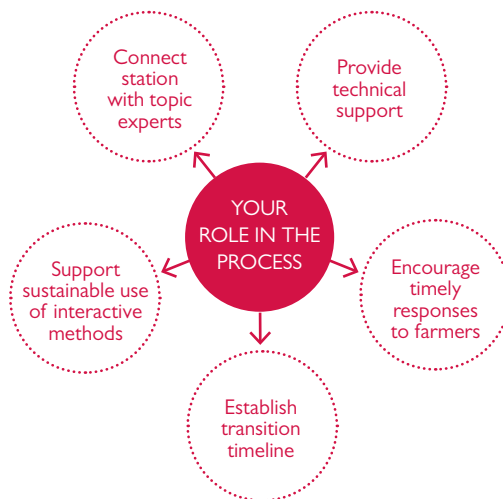 Connect
station
with topic
experts
Provide
technical
support
YOUR
ROLE IN THE
PROCESS
Support
sustainable use
of interactive
methods
Encourage
timely
responses
to farmers
Establish
transition
timeline